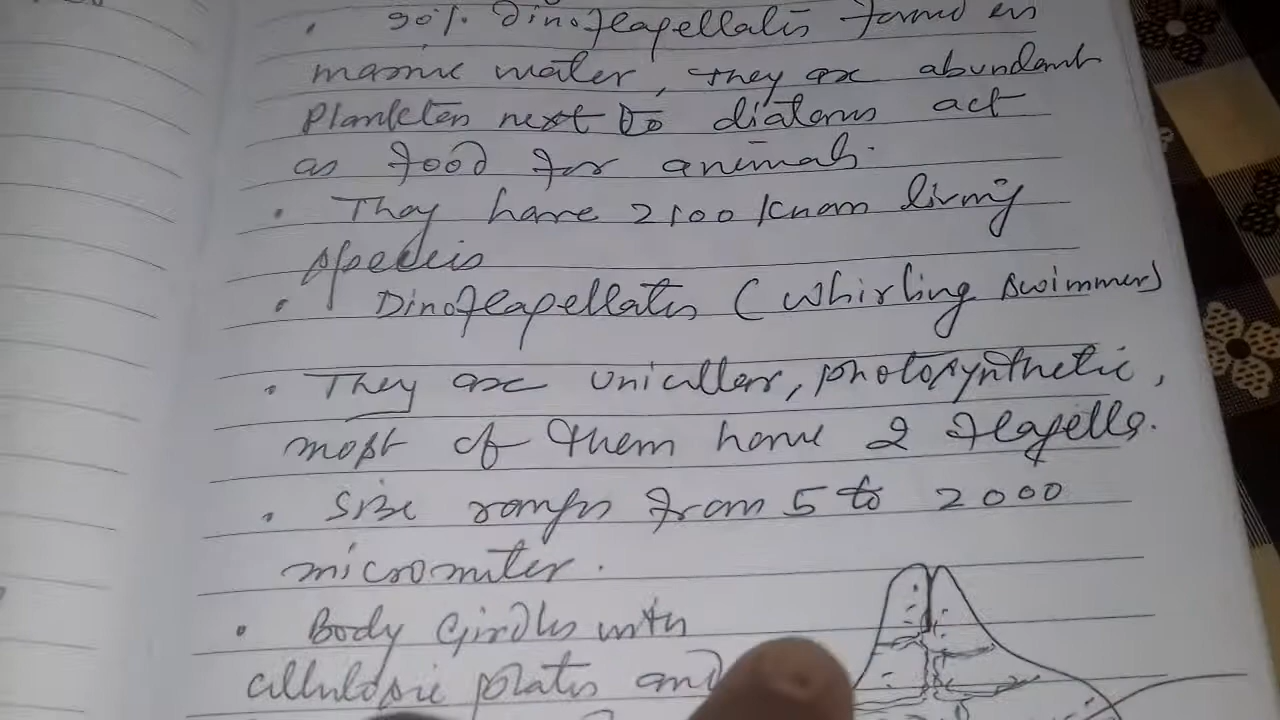 . 90% Dinoflagellates found in
marine water, They are abundant
plankton next to diatoms act
as food for animals.
. They have 2100 known living
species
. Dinoflagellates (whirling swimmers)
. They are unicellular, photosynthetic,
most of them have 2 flagella.
. Size ranges from 5 to 2000
micrometer.
. Body Girdles with
cellulosic plates and